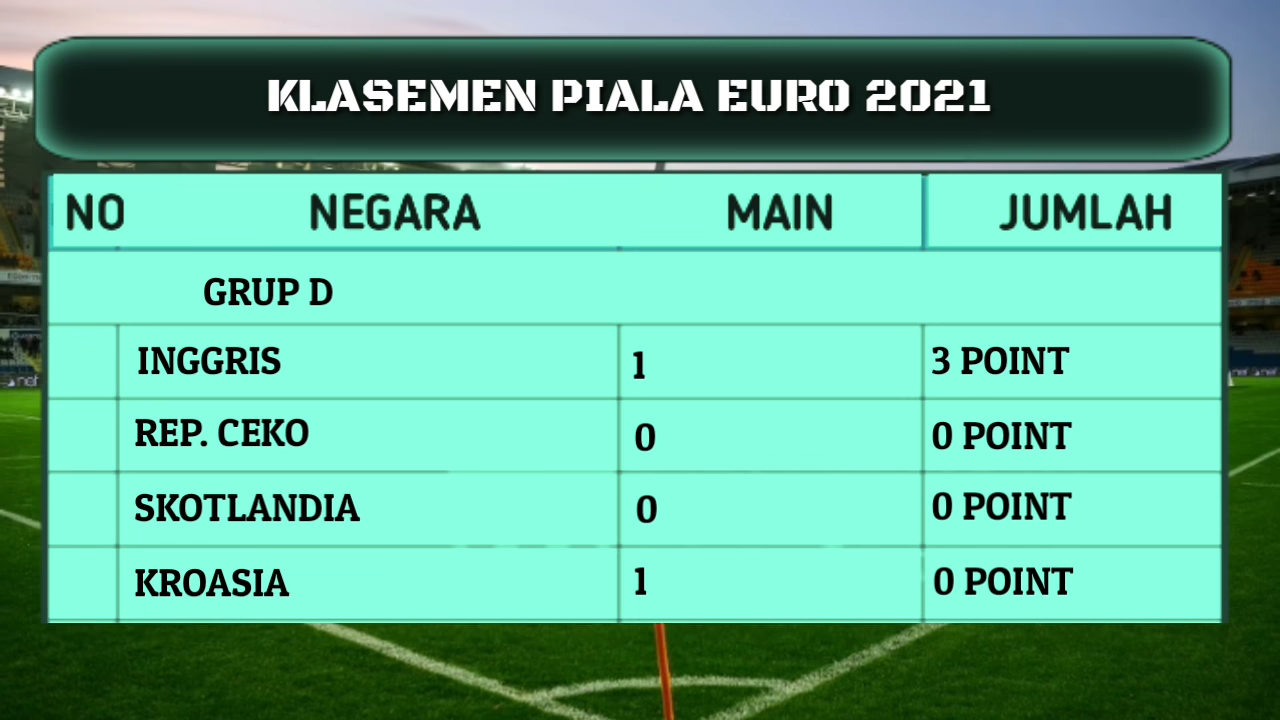 KLASEMEN PIALA EURO 2021
NO NEGARA MAIN JUMLAH
GRUP D
INGGRIS 1 3 POINT
REP. CEKO 0 0 POINT
SKOTLANDIA 0 0 POINT
KROASIA 1 0 POINT